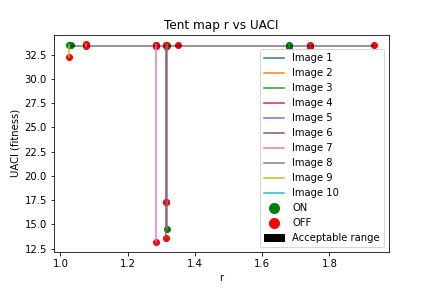 Tent map r vs UACI
32.5
30.0
27.5
25.0
22.5
20.0
17.5
15.0
12.5
UACI (fitness)
1.0 1.2 1.4 1.6 1.8
r
Image 1
Image 2
Image 3
Image 4
Image 5
Image 6
Image 7
Image 8
Image 9
Image 10
ON
OFF
Acceptable range